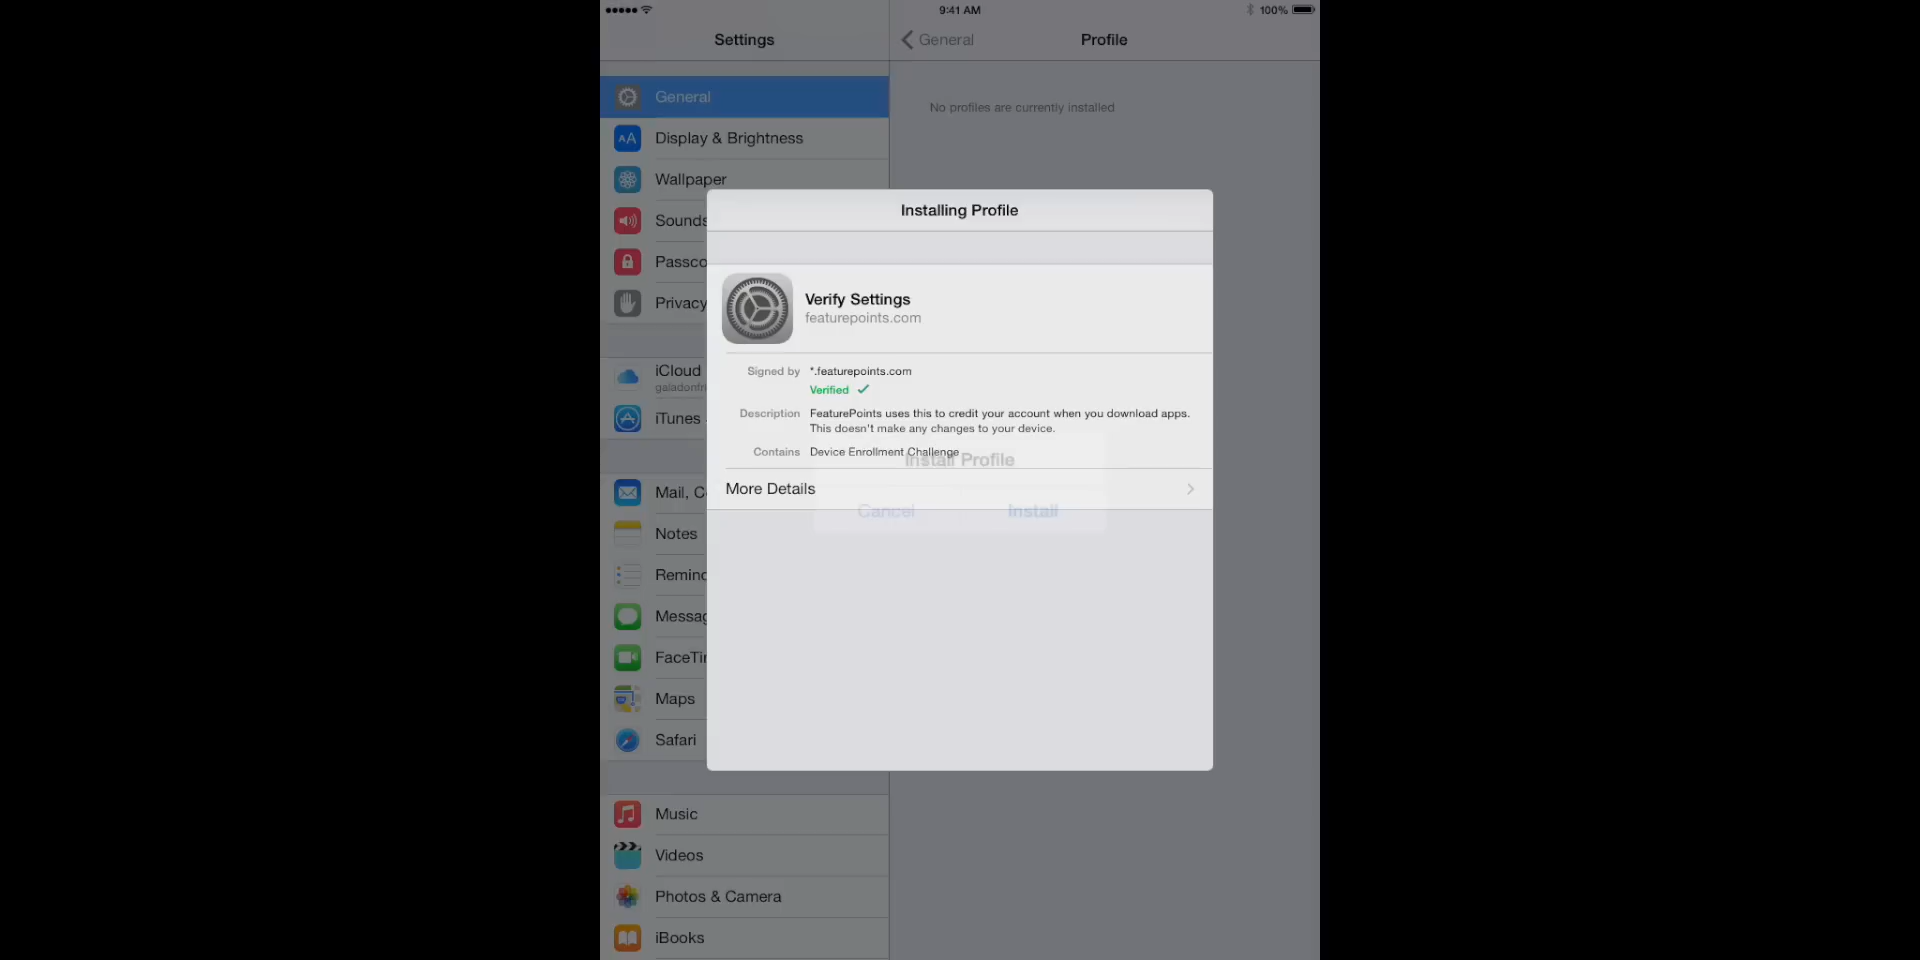 9:41 AM
100%
Settings
General
Profile
General
No profiles are currently installed
Display & Brightness
Wallpaper
Sounds
Passco
Privacy
iCloud
galadonfri
iTunes
Mail, C
Notes
Remind
Messag
FaceTi
Maps
Safari
Music
Videos
Photos & Camera
iBooks
Installing Profile
Verify Settings
featurepoints.com
Signed by *.featurepoints.com
Verified
Description FeaturePoints uses this to credit your account when you download apps.
This doesn't make any changes to your device.
Contains Device Enrollment Challenge
Install Profile
More Details
Cancel Install